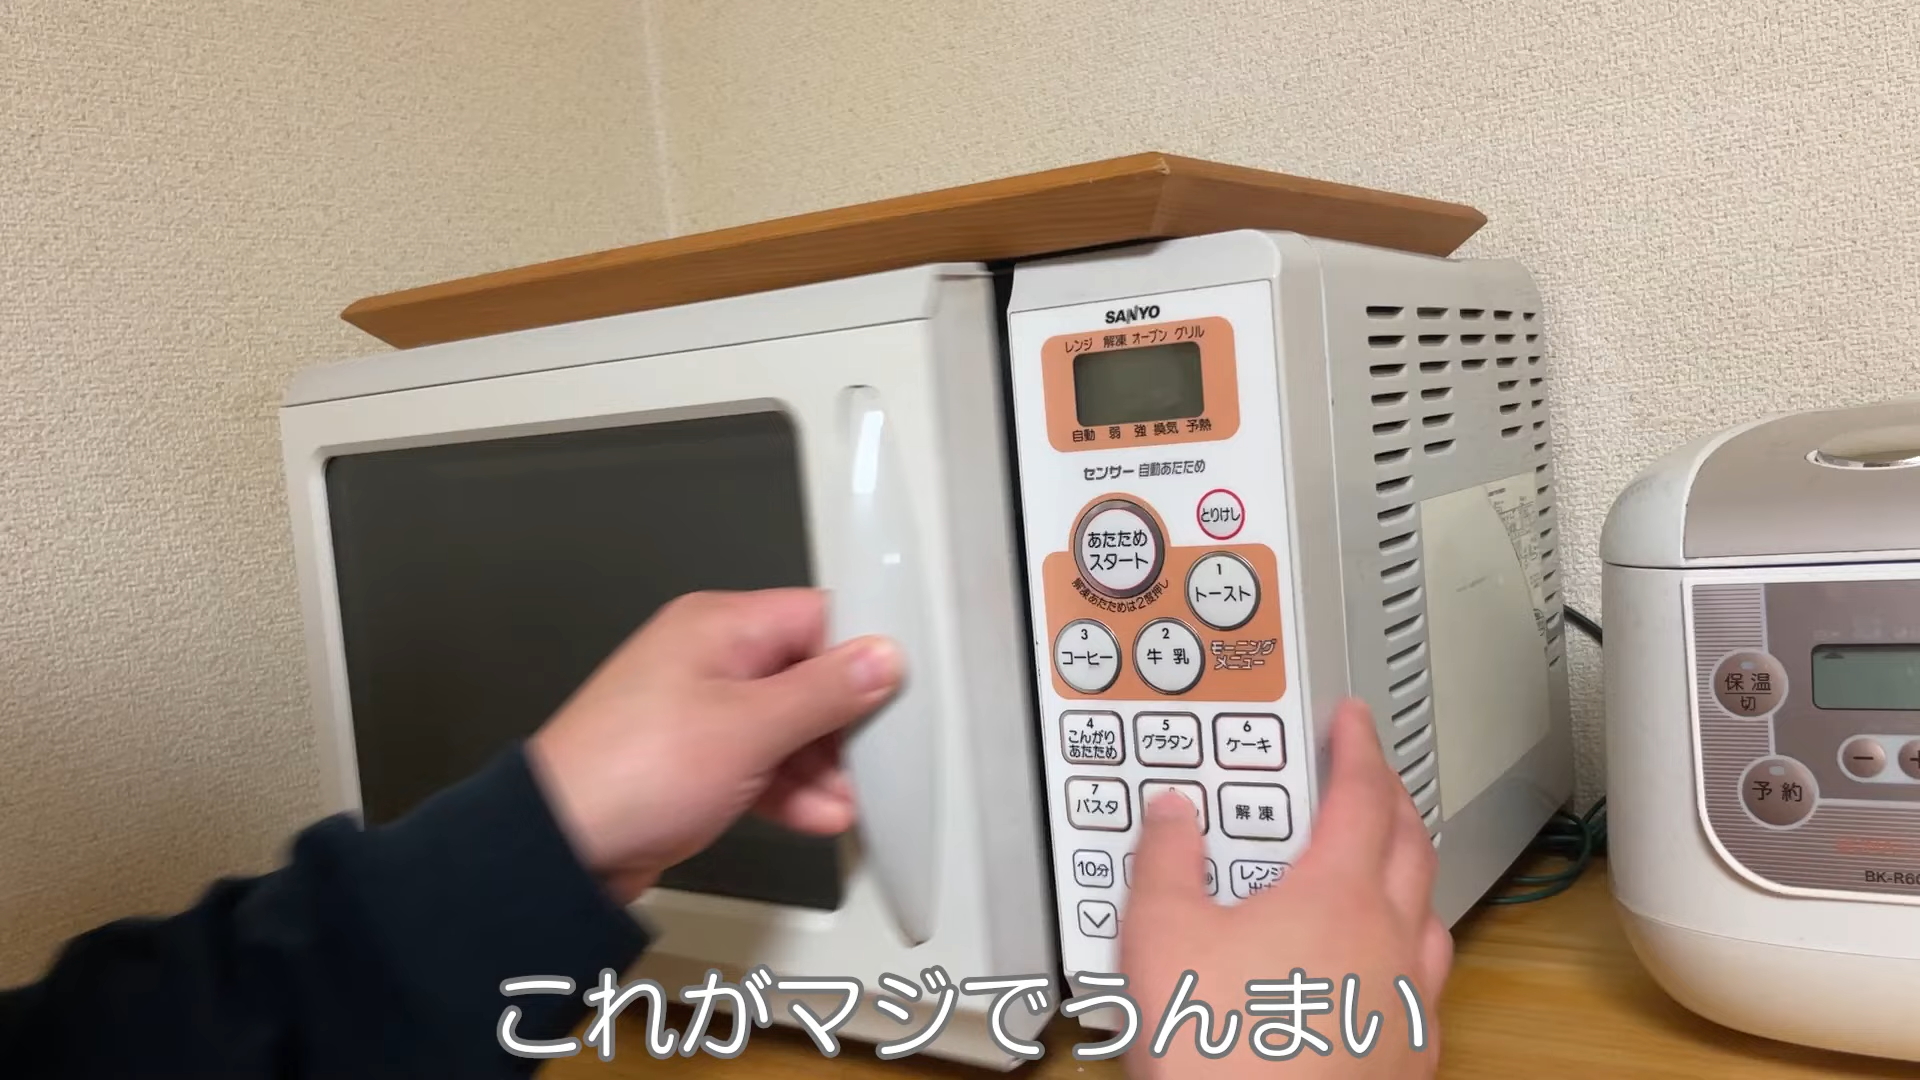 SANYO
レンジ 解凍 オーブン グリル
自動 弱 強 換気 予熱
センサー 自動あたため
とりけし
あたため
スタート
解凍あたためは2度押し
1
トースト
3
コーヒー
2
牛乳
モーニング
メニュー
4
こんがり
あたため
5
グラタン
6
ケーキ
7
パスタ
解凍
10分
レンジ
保温
切
予約
BK-R60
これがマジでうんまい